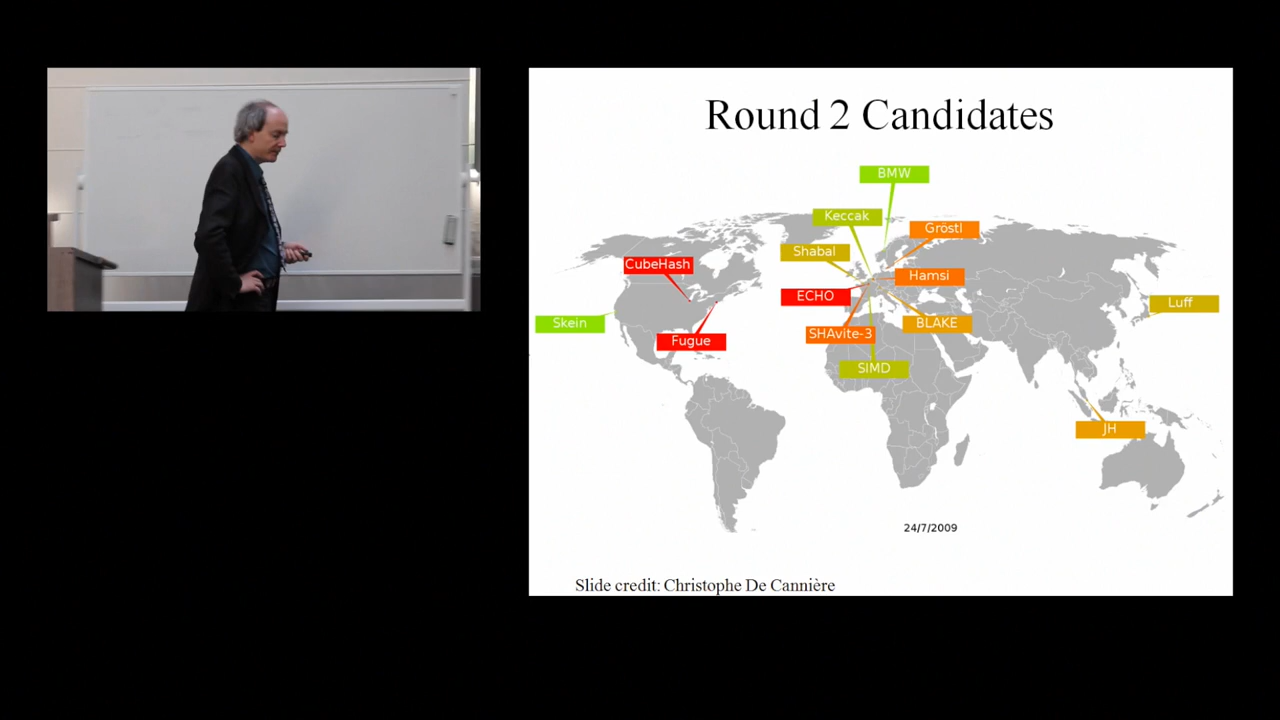 Round 2 Candidates
BMW
Keccak
Gröstl
Shabal
CubeHash
Hamsi
ECHO
Luff
Skein
BLAKE
SHAvite-3
Fugue
SIMD
JH
24/7/2009
Slide credit: Christophe De Cannière